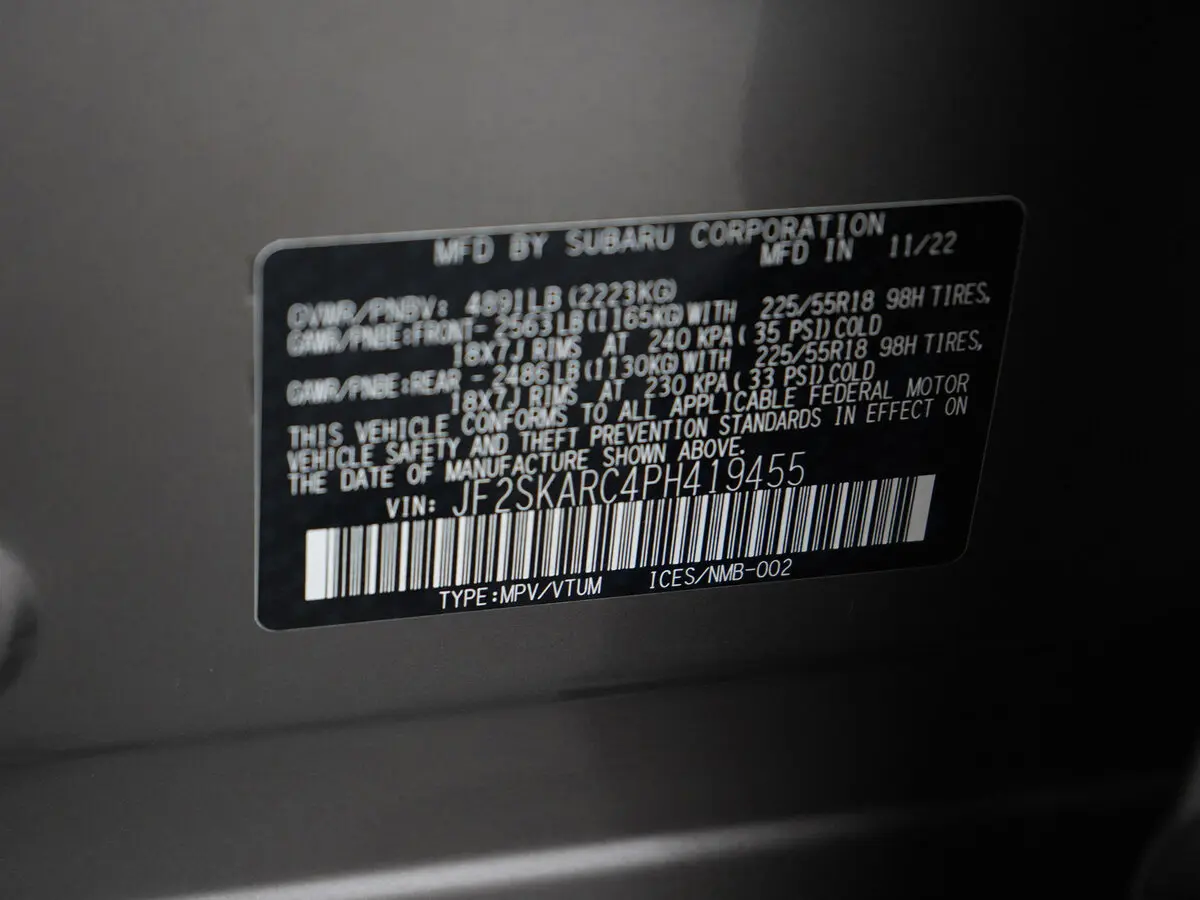 MFD BY SUBARU CORPORATION
MFD IN 11/22
GVWR/PNBV: 4891LB (2223KG)
GAWR/PNBE:FRONT- 2563LB(1165KG)WITH 225/55R18 98H TIRES,
18X7J RIMS AT 240 KPA( 35 PSI)COLD
GAWR/PNBE:REAR - 2486LB(1130KG)WITH 225/55R18 98H TIRES,
18X7J RIMS AT 230 KPA( 33 PSI)COLD
THIS VEHICLE CONFORMS TO ALL APPLICABLE FEDERAL MOTOR
VEHICLE SAFETY AND THEFT PREVENTION STANDARDS IN EFFECT ON
THE DATE OF MANUFACTURE SHOWN ABOVE.
VIN: JF2SKARC4PH419455
TYPE:MPV/VTUM ICES/NMB-002